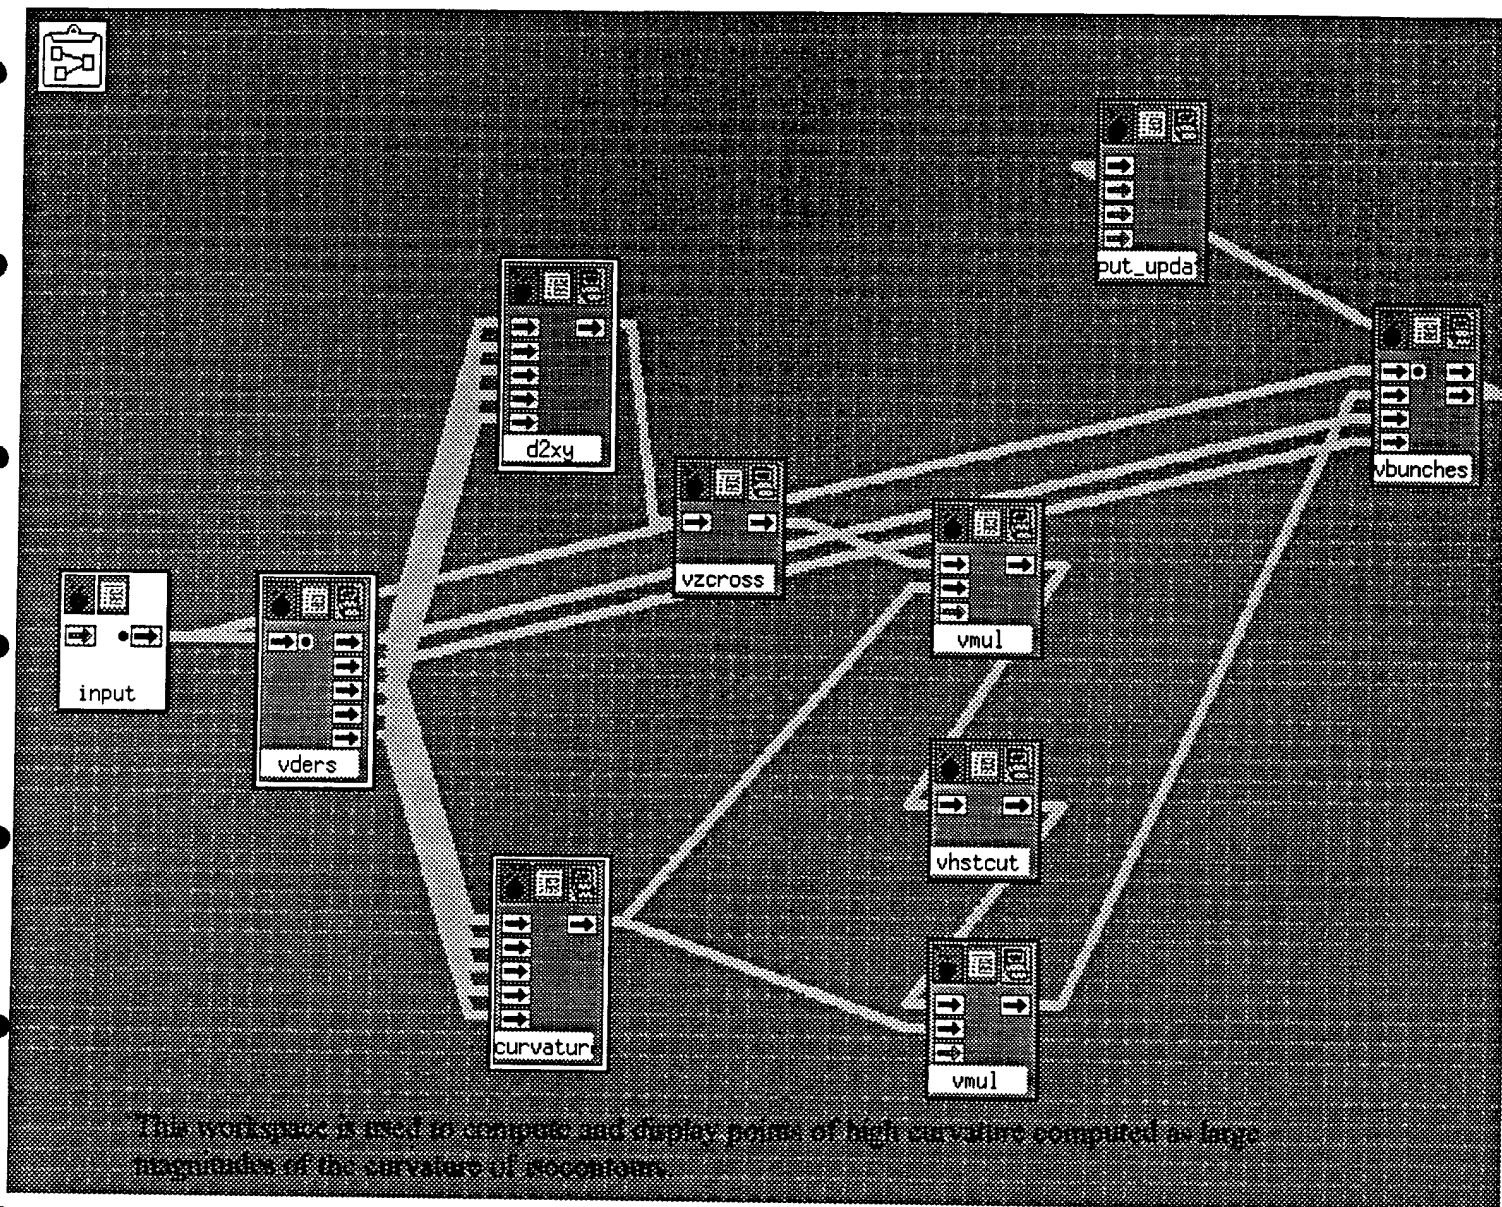 put_upda
d2xy
vbunches
vzcross
vmul
input
vders
vhstcut
curvature
vmul
This workspace is used to compute and display points of high curvature computed as large
magnitudes of the curvature of isocontours.